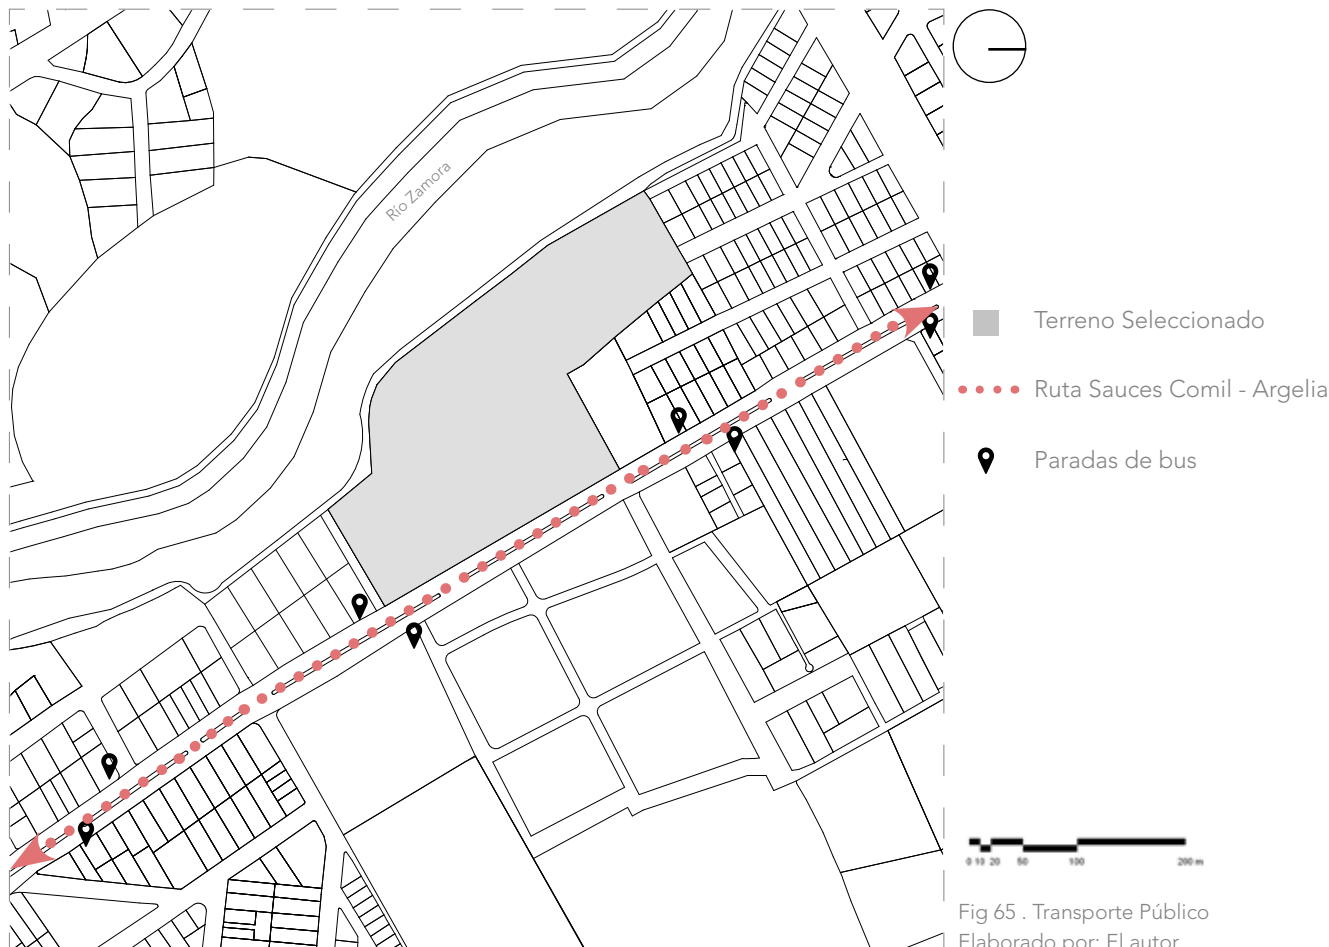 Río Zamora
Terreno Seleccionado
Ruta Sauces Comil - Argelia
Paradas de bus
0 10 20 50 100 200 m
Fig 65 . Transporte Público
Elaborado por: El autor